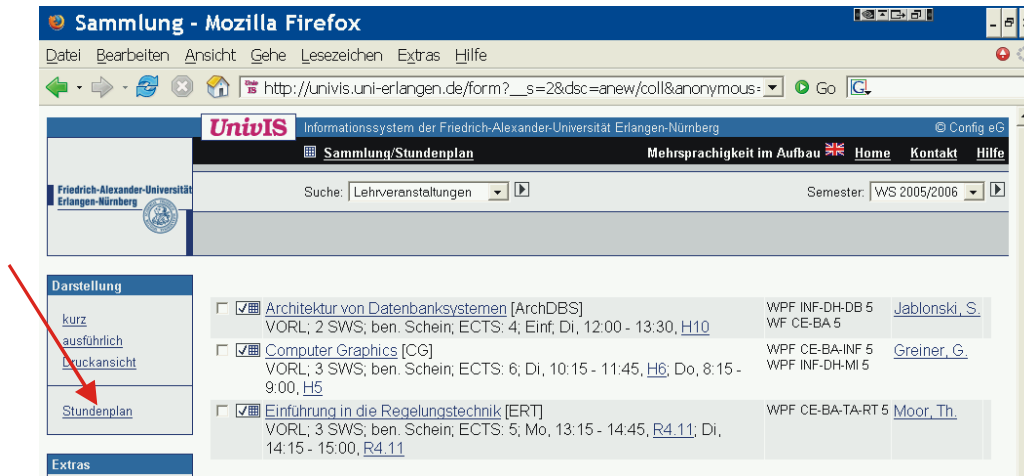 Sammlung - Mozilla Firefox
Datei Bearbeiten Ansicht Gehe Lesezeichen Extras Hilfe
http://univis.uni-erlangen.de/form?__s=2&dsc=anew/coll&anonymous= Go G
UnivIS Informationssystem der Friedrich-Alexander-Universität Erlangen-Nürnberg © Config eG
Sammlung/Stundenplan Mehrsprachigkeit im Aufbau Home Kontakt Hilfe
Friedrich-Alexander-Universität
Erlangen-Nürnberg
Suche: Lehrveranstaltungen Semester: WS 2005/2006
Darstellung
kurz
ausführlich
Druckansicht
Stundenplan
Extras
Architektur von Datenbanksystemen [ArchDBS] WPF INF-DH-DB 5 Jablonski, S.
VORL; 2 SWS; ben. Schein; ECTS: 4; Einf; Di, 12:00 - 13:30, H10 WF CE-BA 5
Computer Graphics [CG] WPF CE-BA-INF 5 Greiner, G.
VORL; 3 SWS; ben. Schein; ECTS: 6; Di, 10:15 - 11:45, H6; Do, 8:15 - WPF INF-DH-MI 5
9:00, H5
Einführung in die Regelungstechnik [ERT] WPF CE-BA-TA-RT 5 Moor, Th.
VORL; 3 SWS; ben. Schein; ECTS: 5; Mo, 13:15 - 14:45, R4.11; Di,
14:15 - 15:00, R4.11